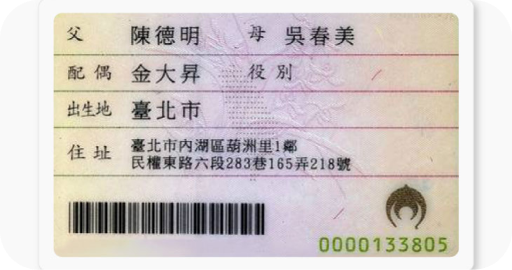 父 陳德明 母 吳春美
配偶 金大昇 役別
出生地 臺北市
住址 臺北市內湖區葫洲里1鄰
民權東路六段283巷165弄218號
0000133805